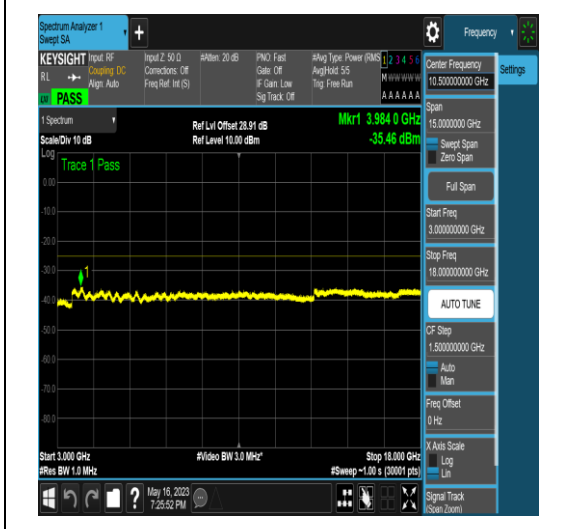 Spectrum Analyzer 1
Swept SA
+
Frequency
KEYSIGHT
RL
PASS
Input: RF
Coupling: DC
Align: Auto
Input Z: 50 Ω
Corrections: Off
Freq Ref: Int (S)
#Atten: 20 dB
PNO: Fast
Gate: Off
IF Gain: Low
Sig Track: Off
#Avg Type: Power (RMS)
Avg|Hold: 5/5
Trig: Free Run
1 2 3 4 5 6
M W W W W W
A A A A A A
1 Spectrum
Scale/Div 10 dB
Ref Lvl Offset 28.91 dB
Ref Level 10.00 dBm
Mkr1 3.984 0 GHz
-35.46 dBm
Log
Trace 1 Pass
0.00
-10.0
-20.0
-30.0
1
-40.0
-50.0
-60.0
-70.0
-80.0
Start 3.000 GHz
#Res BW 1.0 MHz
#Video BW 3.0 MHz*
Stop 18.000 GHz
#Sweep ~1.00 s (30001 pts)
May 16, 2023
7:25:52 PM
?
Center Frequency
10.500000000 GHz
Settings
Span
15.0000000 GHz
Swept Span
Zero Span
Full Span
Start Freq
3.000000000 GHz
Stop Freq
18.000000000 GHz
AUTO TUNE
CF Step
1.500000000 GHz
Auto
Man
Freq Offset
0 Hz
X Axis Scale
Log
Lin
Signal Track
(Span Zoom)